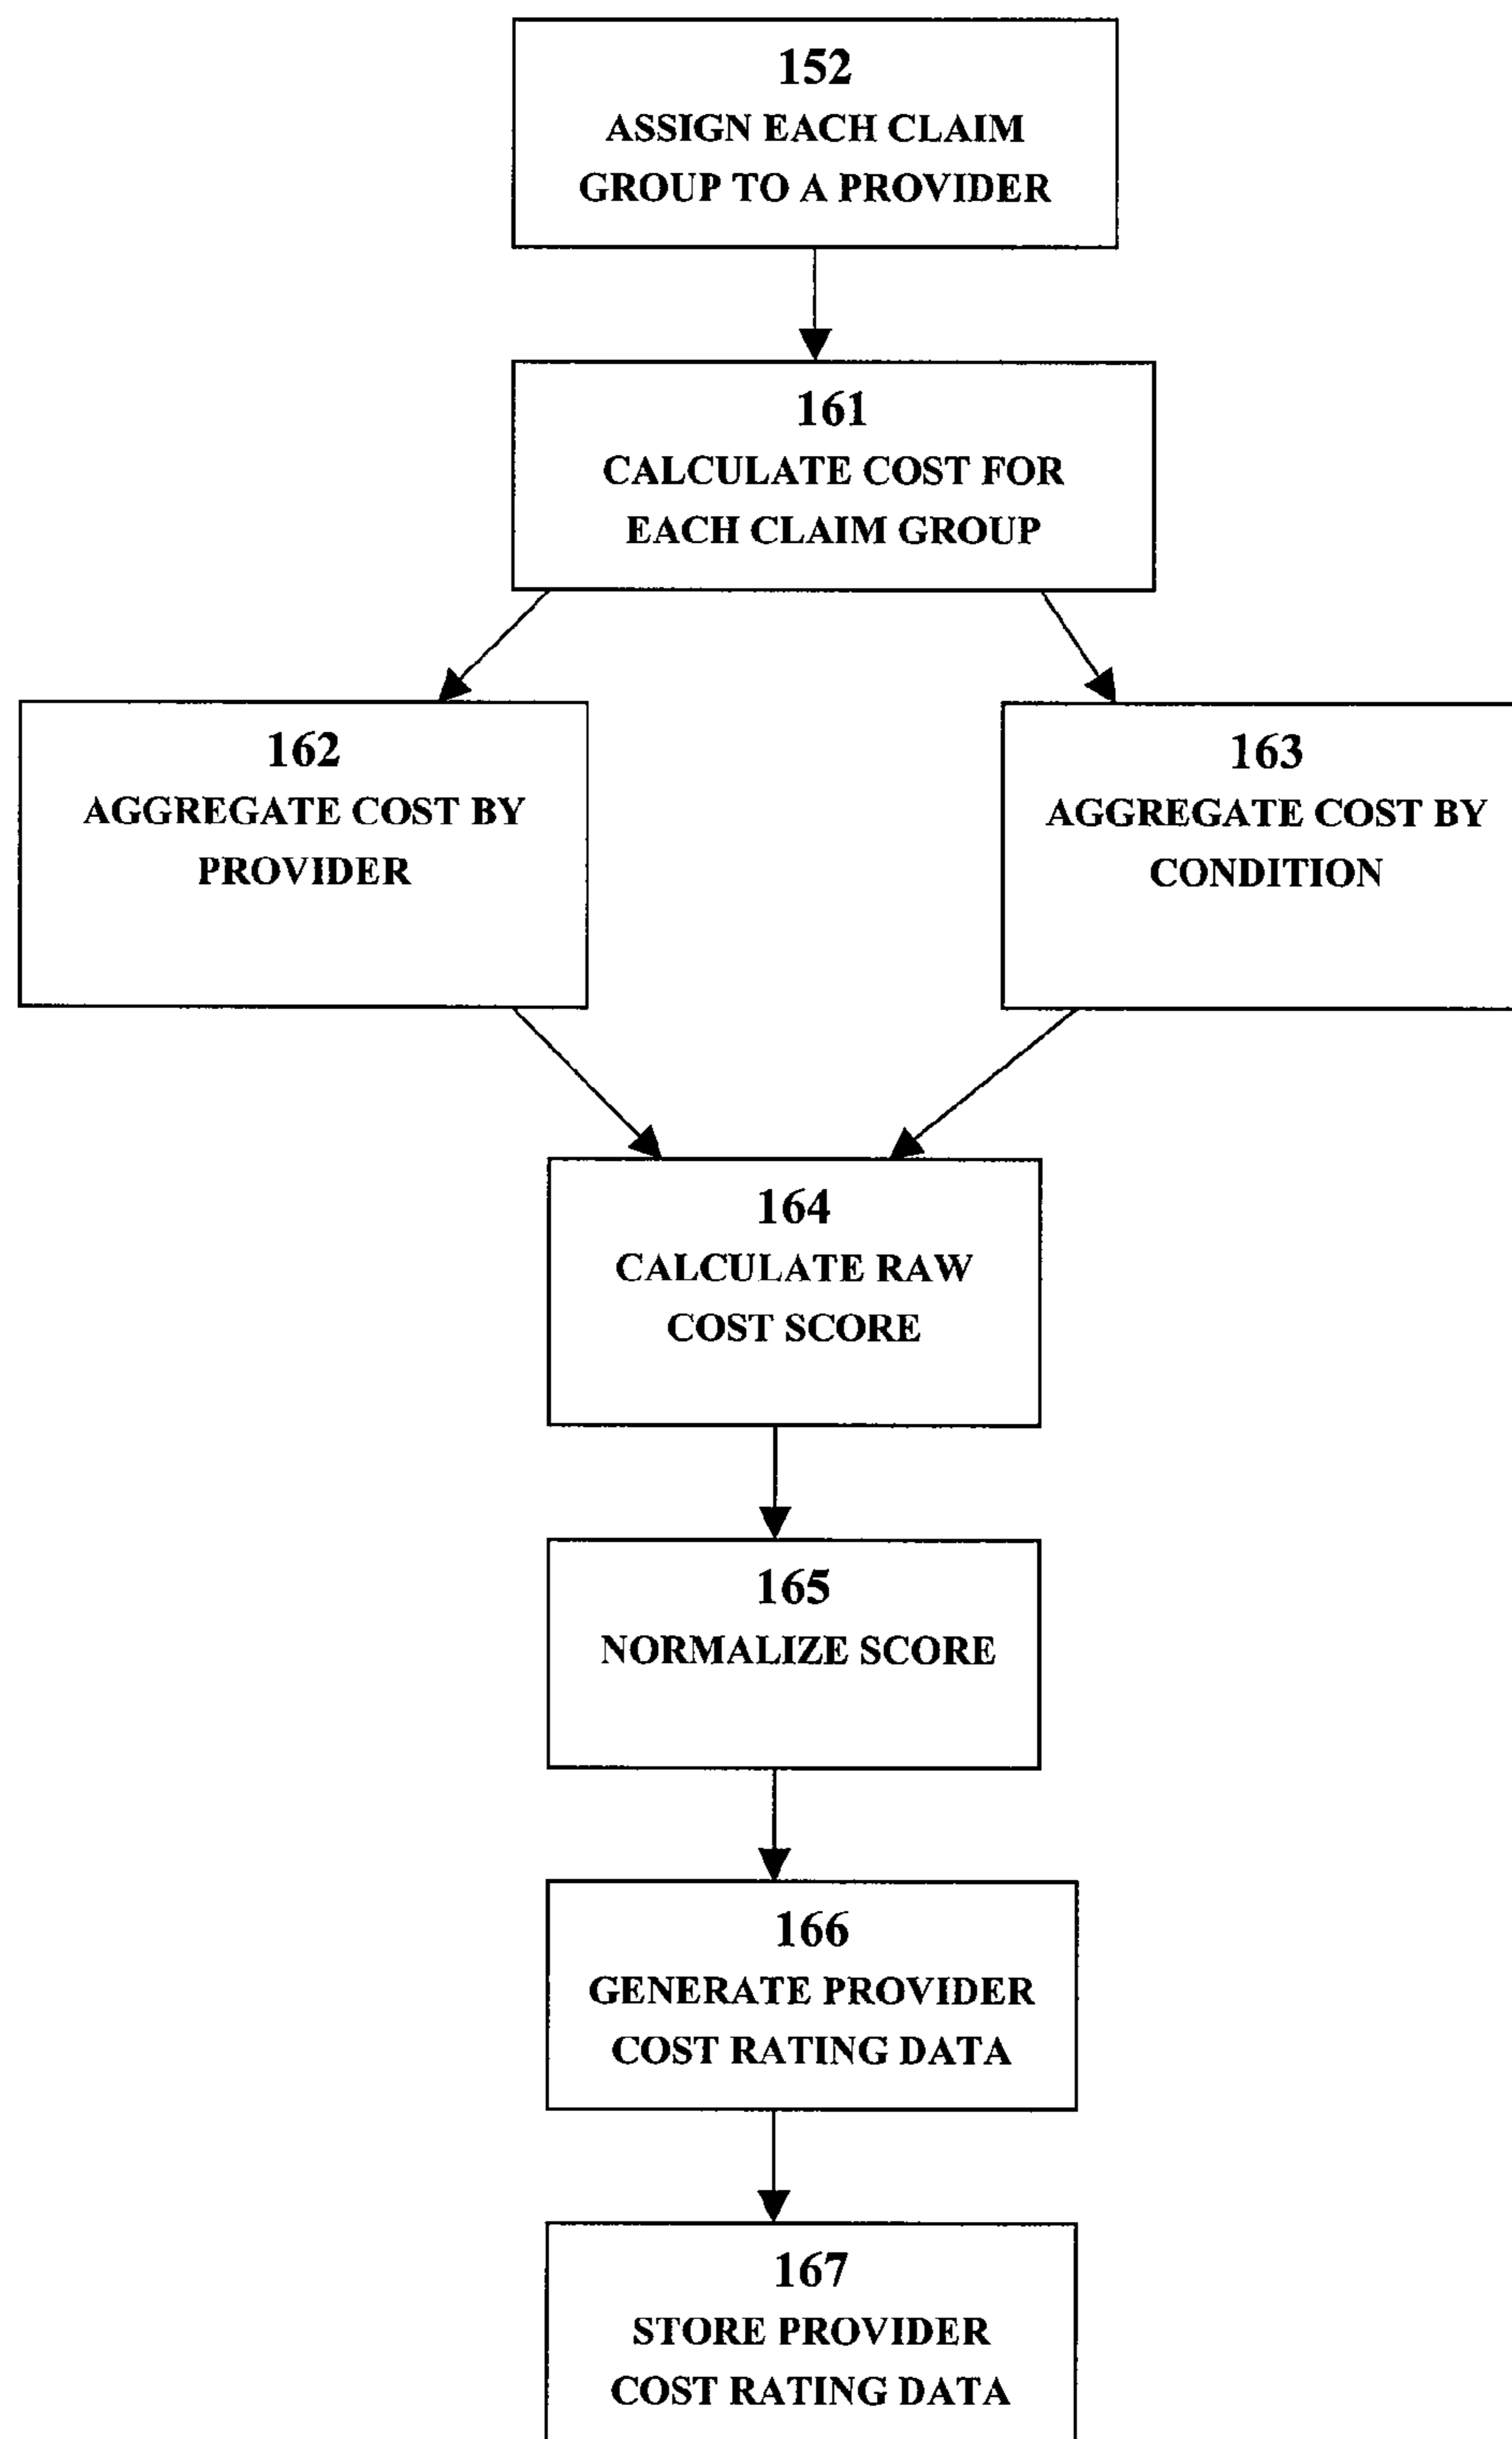 152
ASSIGN EACH CLAIM
GROUP TO A PROVIDER
161
CALCULATE COST FOR
EACH CLAIM GROUP
162
AGGREGATE COST BY
PROVIDER
163
AGGREGATE COST BY
CONDITION
164
CALCULATE RAW
COST SCORE
165
NORMALIZE SCORE
166
GENERATE PROVIDER
COST RATING DATA
167
STORE PROVIDER
COST RATING DATA